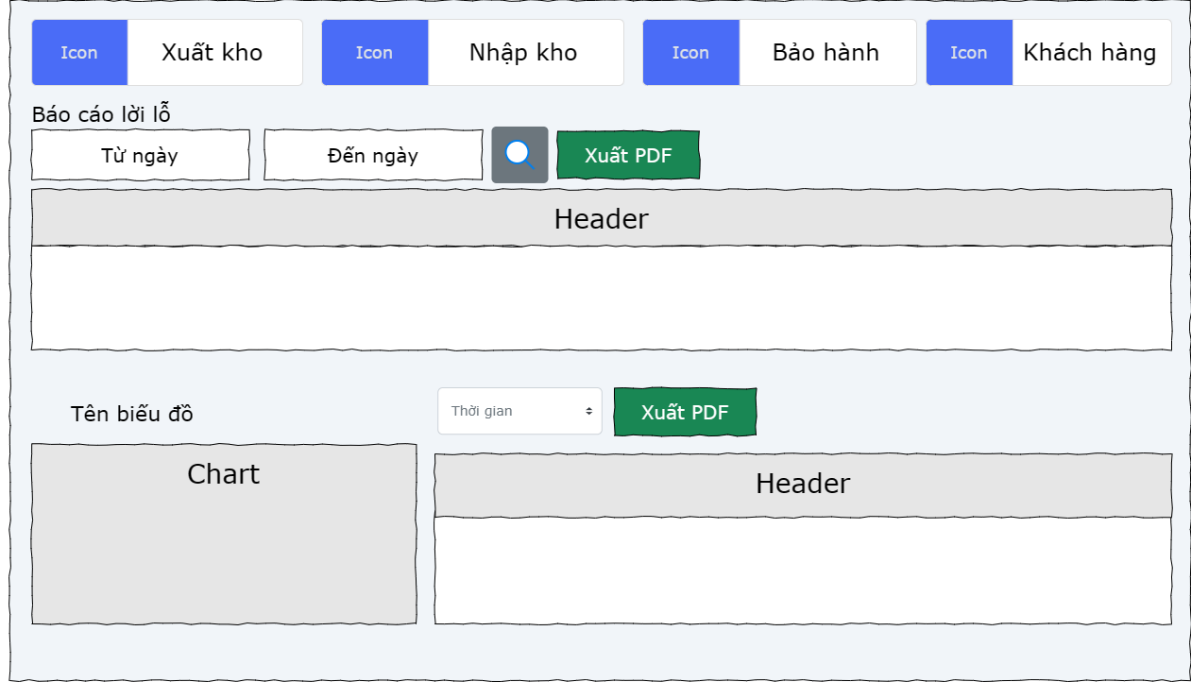 Icon Xuất kho Icon Nhập kho Icon Bảo hành Icon Khách hàng
Báo cáo lời lỗ
Từ ngày Đến ngày Xuất PDF
Header
Tên biếu đồ Thời gian Xuất PDF
Chart
Header